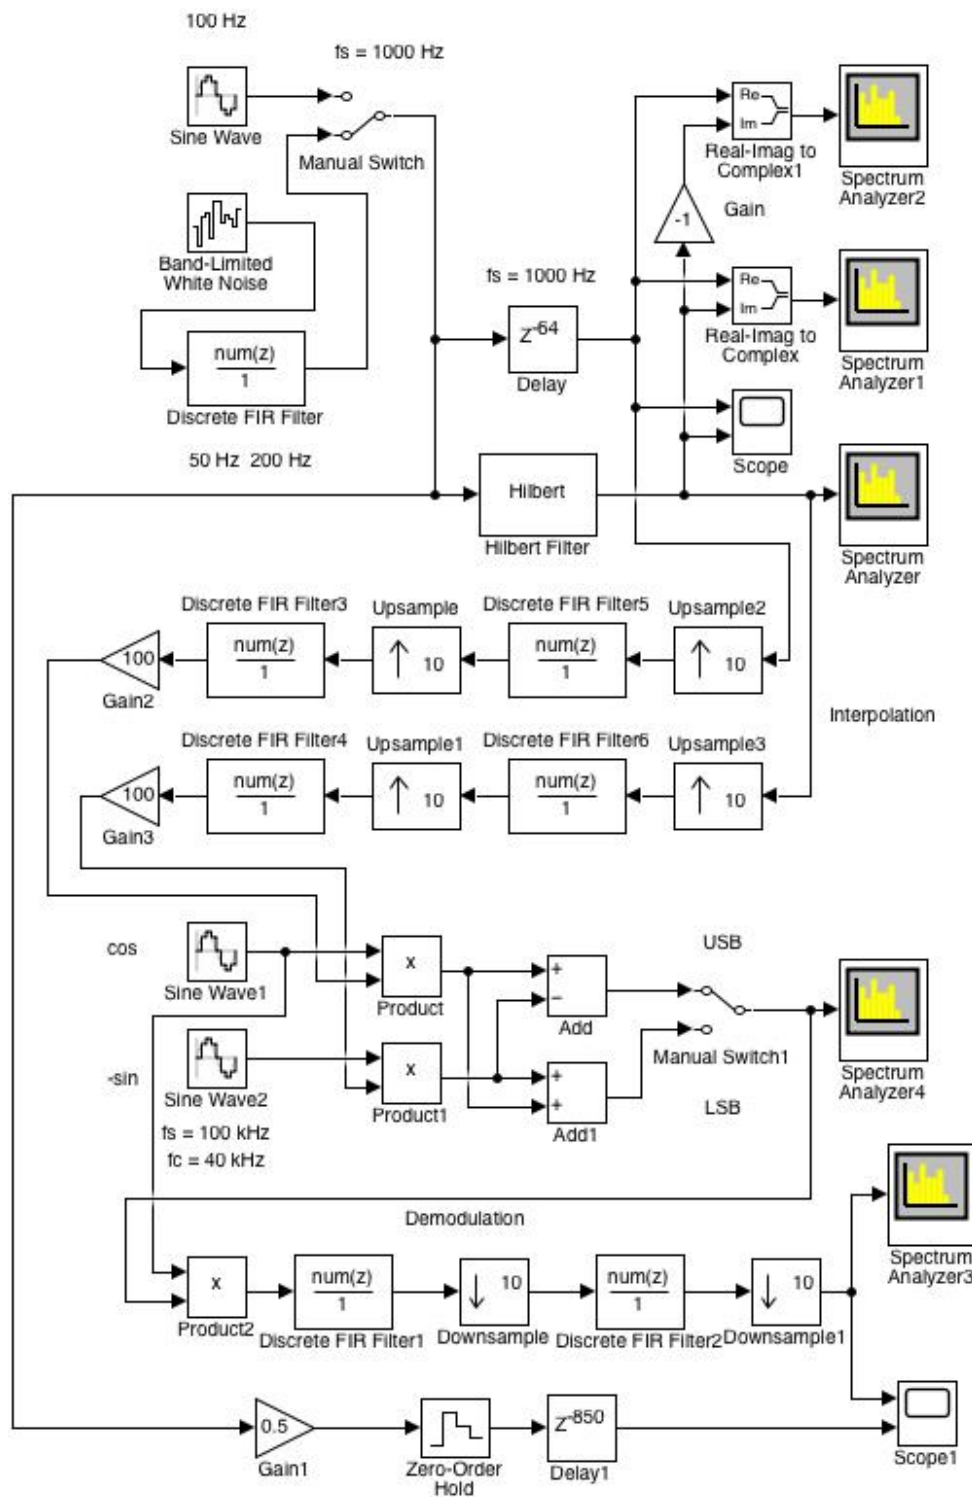 100 Hz
fs = 1000 Hz
Sine Wave
Manual Switch
Re
Im
Real-Imag to
Complex1
Spectrum
Analyzer2
-1
Gain
Band-Limited
White Noise
fs = 1000 Hz
Z-64
Delay
Re
Im
Real-Imag to
Complex
Spectrum
Analyzer1
num(z)
1
Discrete FIR Filter
50 Hz 200 Hz
Scope
Hilbert
Hilbert Filter
Spectrum
Analyzer
Discrete FIR Filter3
Upsample
Discrete FIR Filter5
Upsample2
100
num(z)
1
10
num(z)
1
10
Gain2
Interpolation
Discrete FIR Filter4
Upsample1
Discrete FIR Filter6
Upsample3
100
num(z)
1
10
num(z)
1
10
Gain3
cos
Sine Wave1
x
Product
+
−
Add
USB
Manual Switch1
Spectrum
Analyzer4
-sin
Sine Wave2
x
Product1
+
+
Add1
LSB
fs = 100 kHz
fc = 40 kHz
Demodulation
Spectrum
Analyzer3
x
Product2
num(z)
1
Discrete FIR Filter1
10
Downsample
num(z)
1
Discrete FIR Filter2
10
Downsample1
0.5
Gain1
Zero-Order
Hold
Z-850
Delay1
Scope1